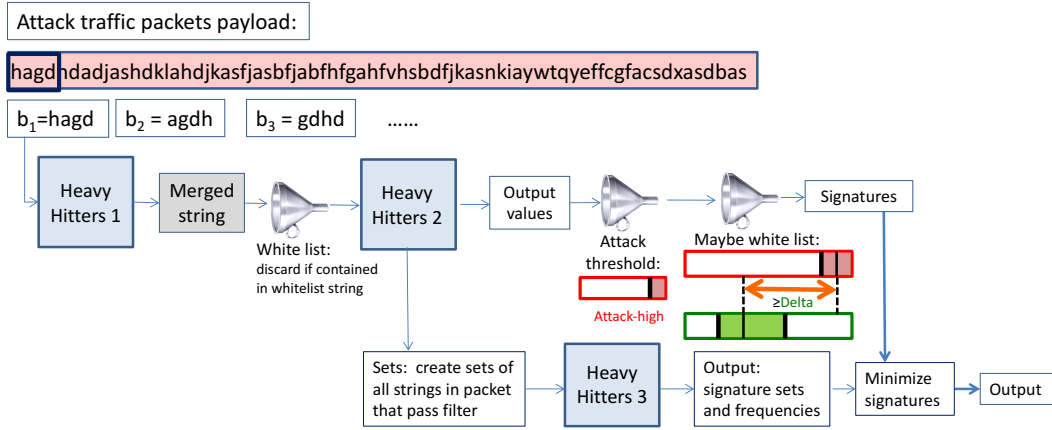 Attack traffic packets payload:
hagdhdadjashdklahdjkasfjasbfjabfhfgahfvhsbdfjkasnkiaywtqyeffcgfacsdxasdbas
b1=hagd
b2 = agdh
b3 = gdhd
......
Heavy
Hitters 1
Merged
string
White list:
discard if contained
in whitelist string
Heavy
Hitters 2
Output
values
Attack
threshold:
Attack-high
Maybe white list:
≥Delta
Signatures
Sets: create sets of
all strings in packet
that pass filter
Heavy
Hitters 3
Output:
signature sets
and frequencies
Minimize
signatures
Output